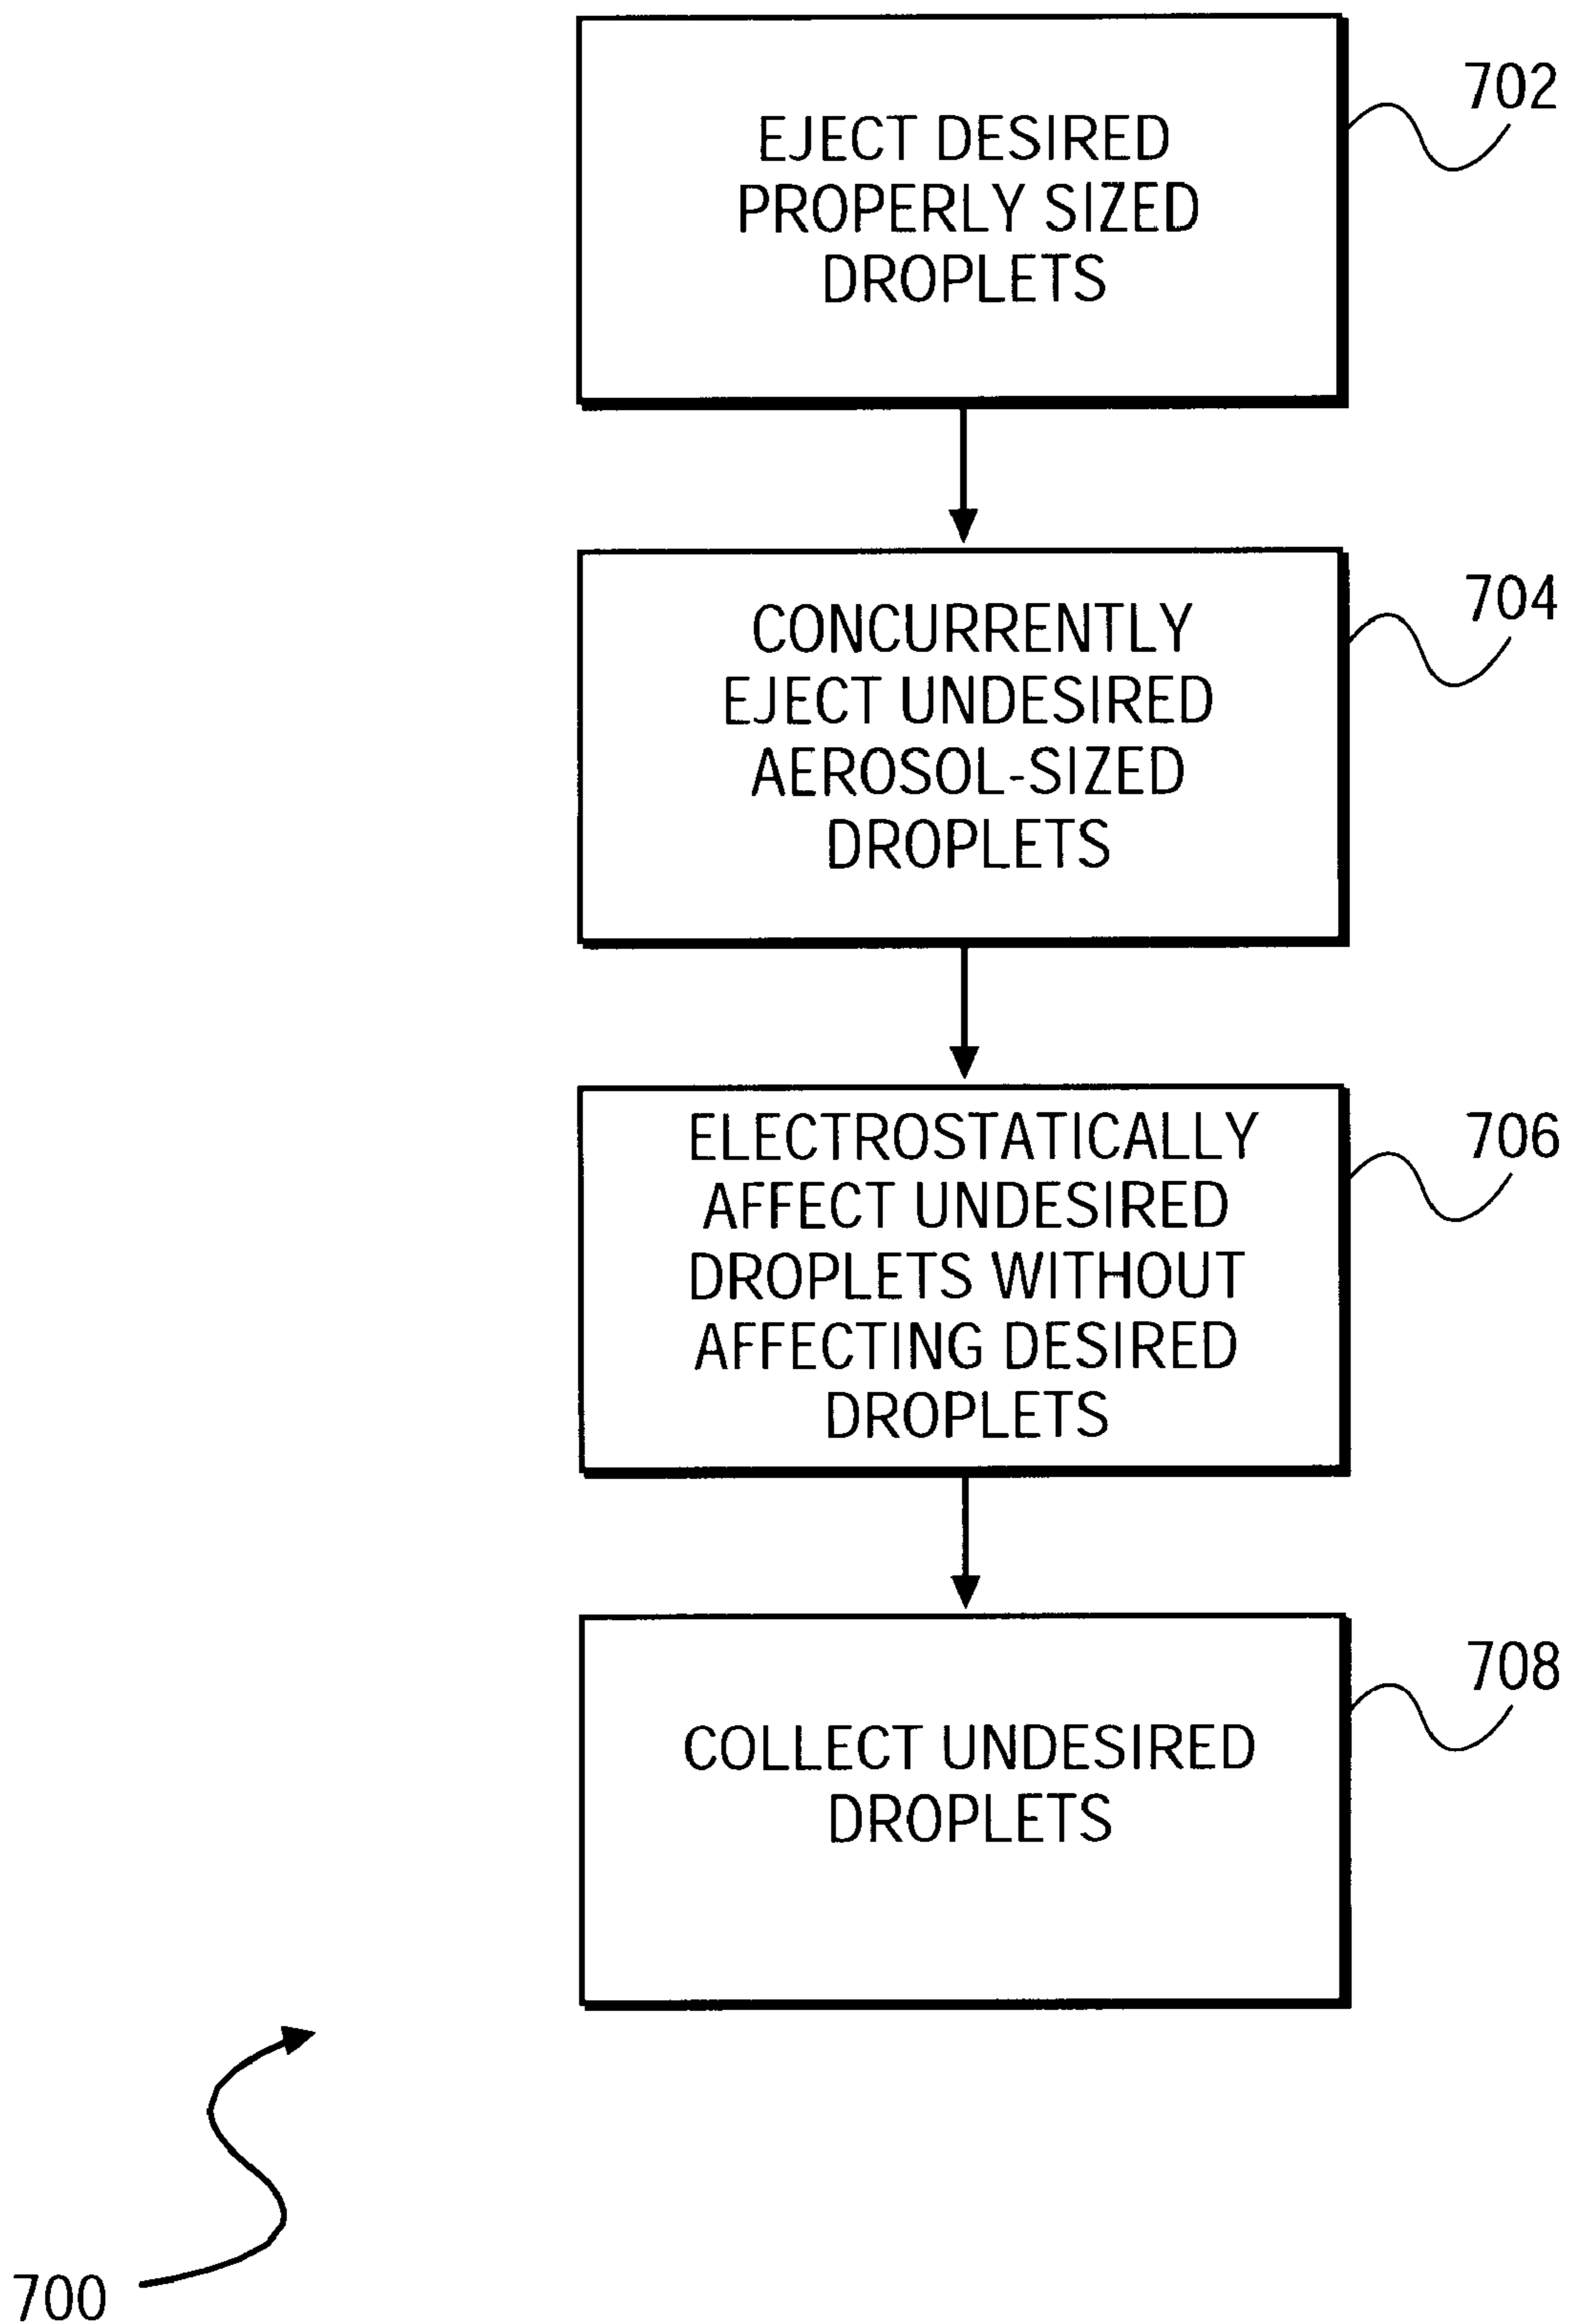 EJECT DESIRED
PROPERLY SIZED
DROPLETS
702
CONCURRENTLY
EJECT UNDESIRED
AEROSOL-SIZED
DROPLETS
704
ELECTROSTATICALLY
AFFECT UNDESIRED
DROPLETS WITHOUT
AFFECTING DESIRED
DROPLETS
706
COLLECT UNDESIRED
DROPLETS
708
700